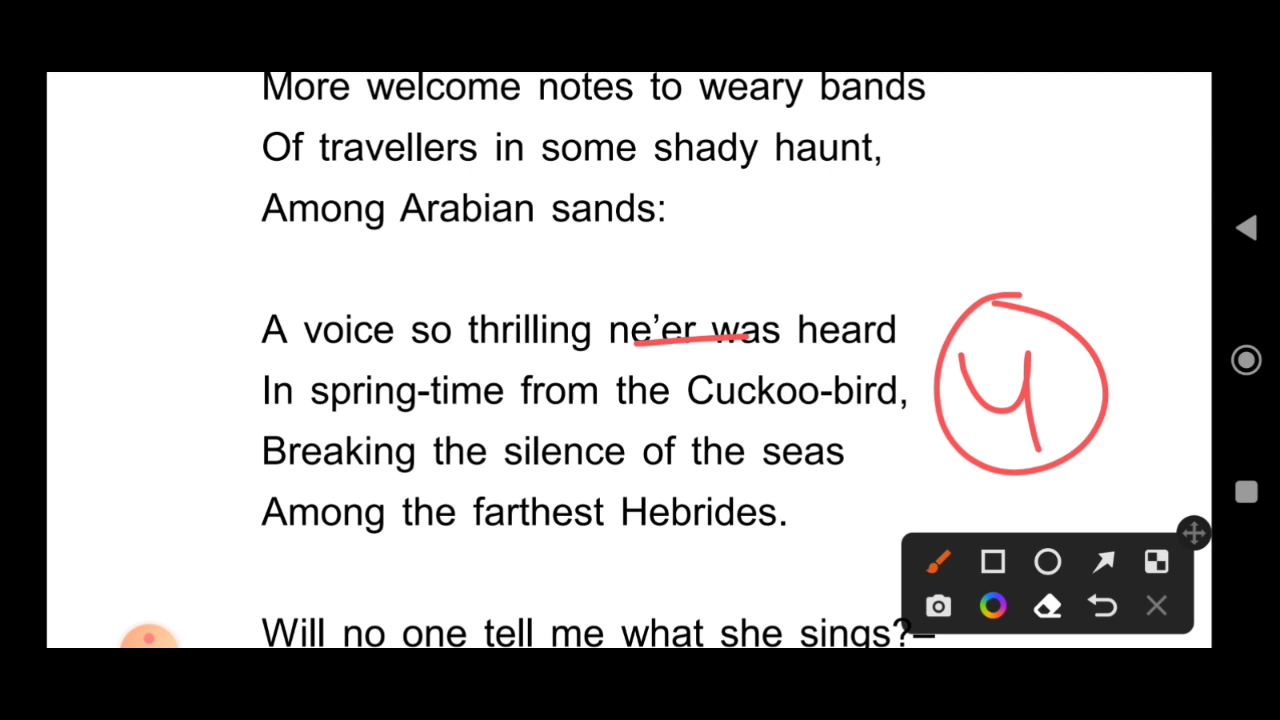 More welcome notes to weary bands
Of travellers in some shady haunt,
Among Arabian sands:
A voice so thrilling ne’er was heard
In spring-time from the Cuckoo-bird,
Breaking the silence of the seas
Among the farthest Hebrides.
4
Will no one tell me what she sings?—